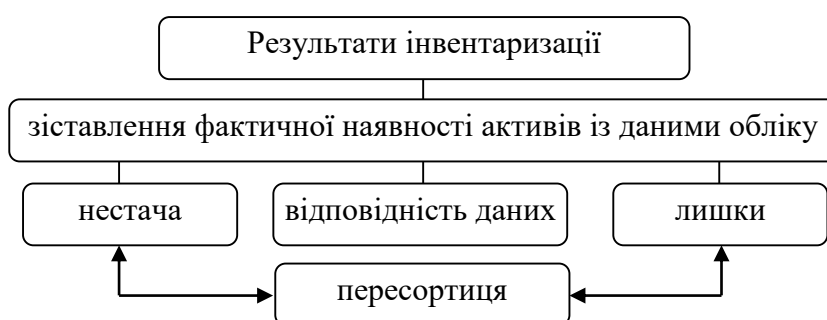 Результати інвентаризації
зіставлення фактичної наявності активів із даними обліку
нестача
відповідність даних
лишки
пересортиця